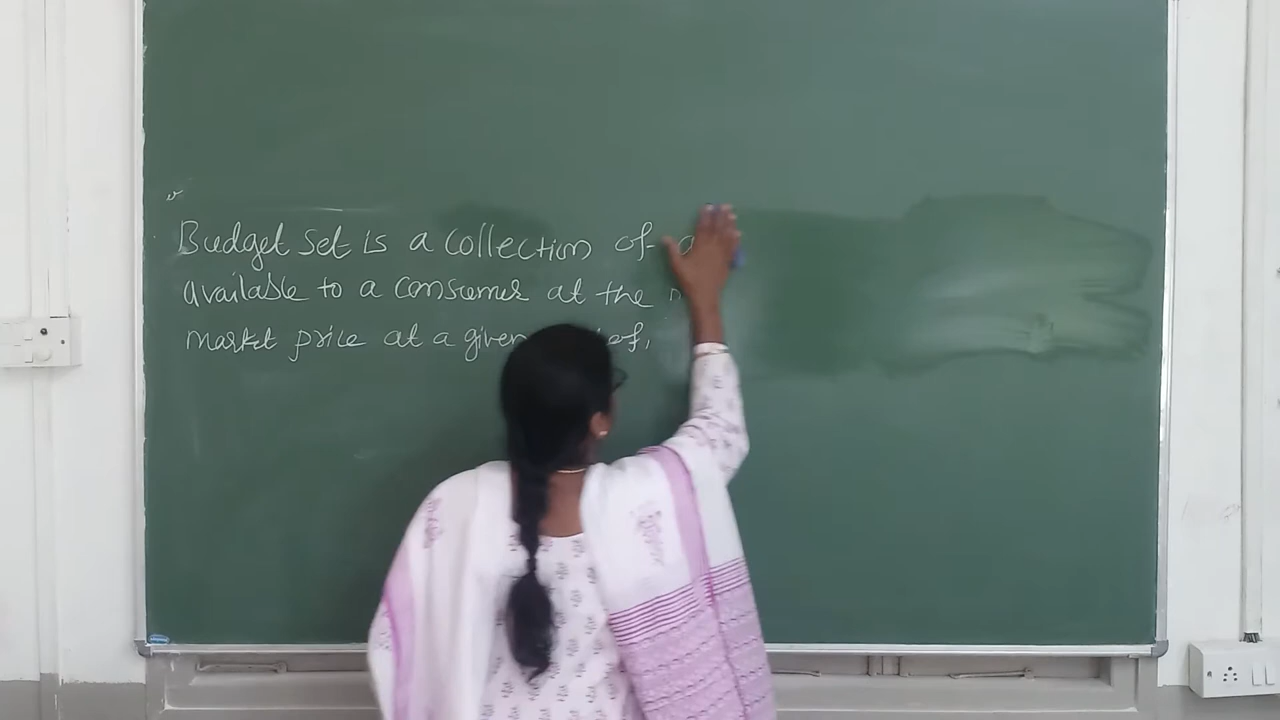 Budget Set is a collection of a
available to a consumer at the
market price at a given